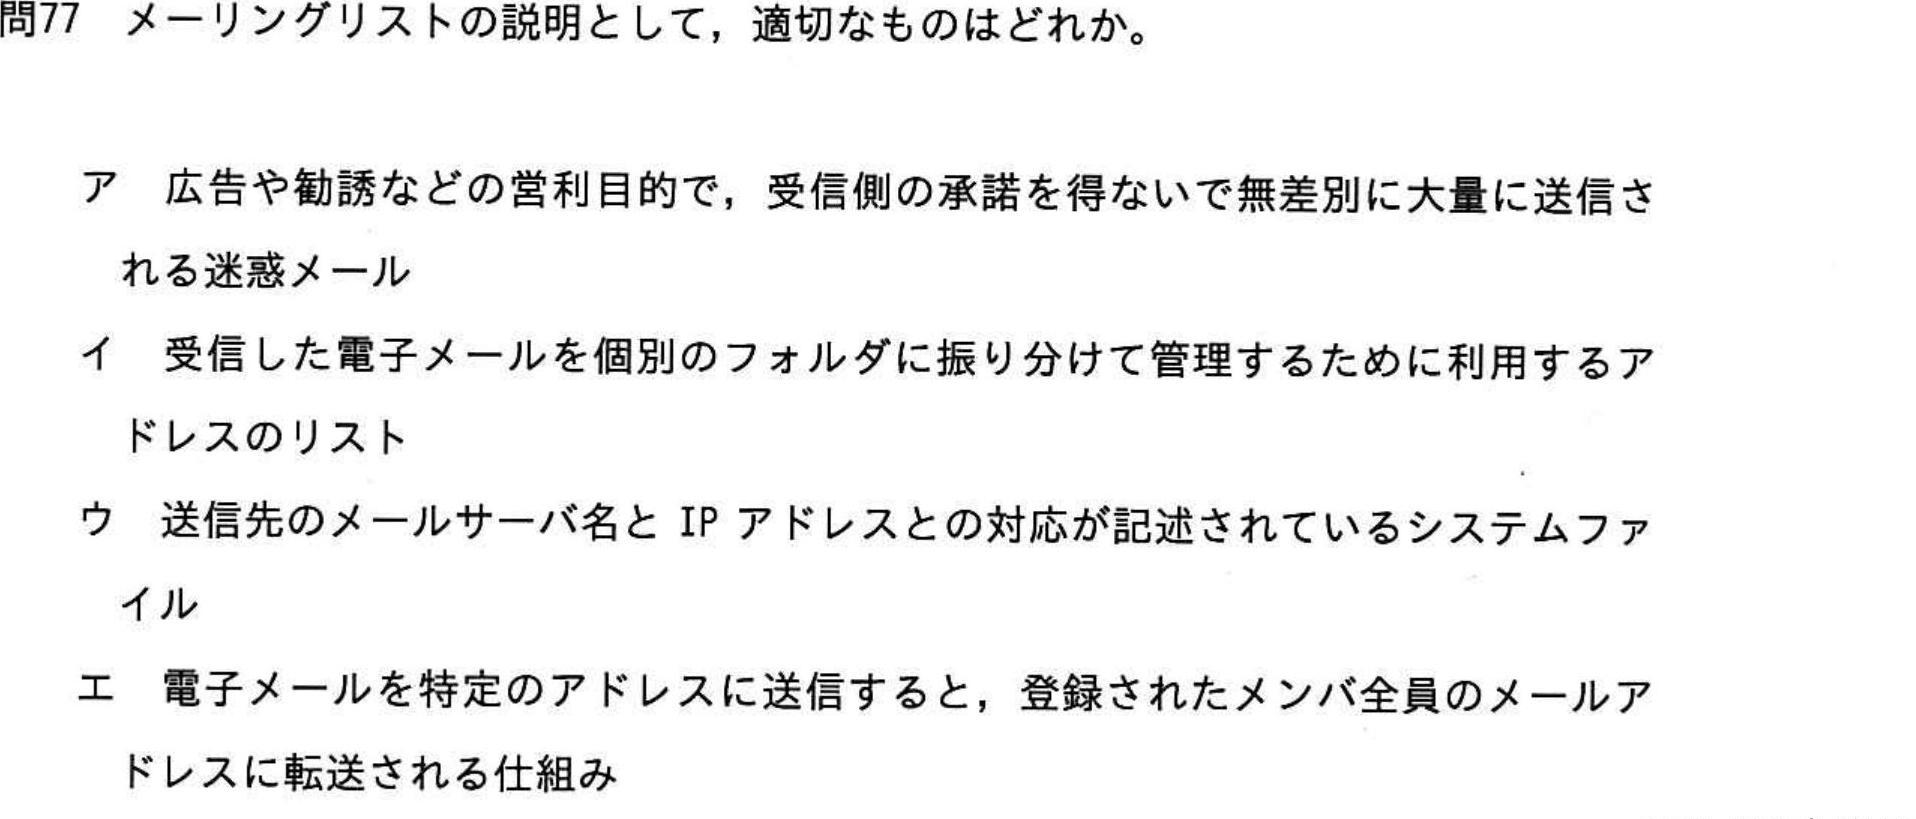 問77　メーリングリストの説明として，適切なものはどれか。
ア　広告や勧誘などの営利目的で，受信側の承諾を得ないで無差別に大量に送信さ
れる迷惑メール
イ　受信した電子メールを個別のフォルダに振り分けて管理するために利用するア
ドレスのリスト
ウ　送信先のメールサーバ名と IP アドレスとの対応が記述されているシステムファ
イル
エ　電子メールを特定のアドレスに送信すると，登録されたメンバ全員のメールア
ドレスに転送される仕組み